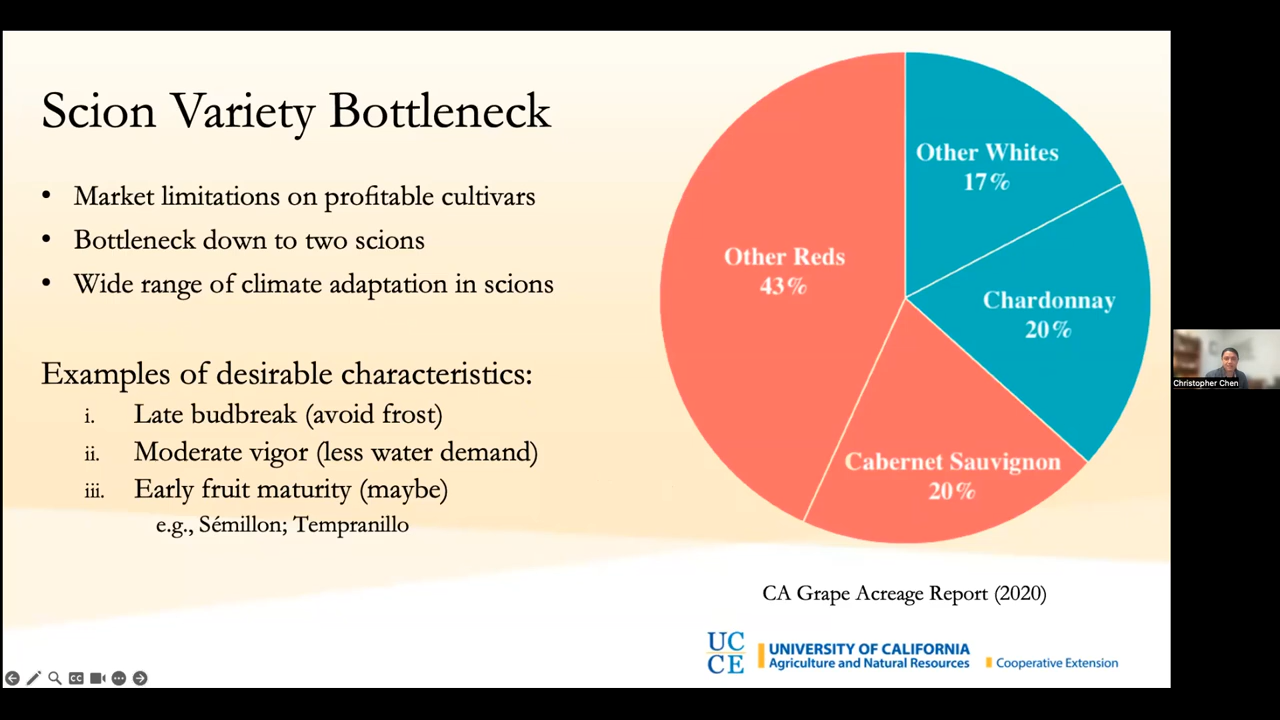 Scion Variety Bottleneck
• Market limitations on profitable cultivars
• Bottleneck down to two scions
• Wide range of climate adaptation in scions
Examples of desirable characteristics:
i. Late budbreak (avoid frost)
ii. Moderate vigor (less water demand)
iii. Early fruit maturity (maybe)
e.g., Sémillon; Tempranillo
Other Whites
17%
Other Reds
43%
Chardonnay
20%
Cabernet Sauvignon
20%
CA Grape Acreage Report (2020)
UC
CE
UNIVERSITY OF CALIFORNIA
Agriculture and Natural Resources
Cooperative Extension
Christopher Chen
CC